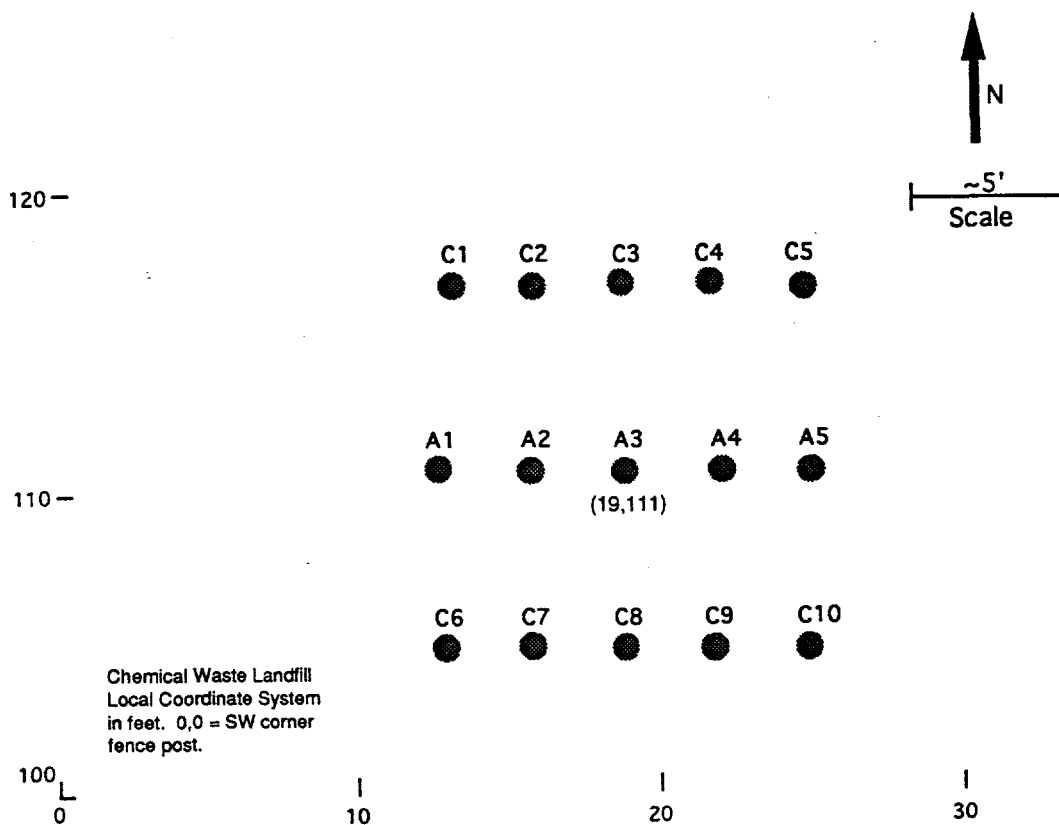 N
~5'
Scale
120
C1 C2 C3 C4 C5
A1 A2 A3 A4 A5
110
(19,111)
C6 C7 C8 C9 C10
Chemical Waste Landfill
Local Coordinate System
in feet. 0,0 = SW corner
fence post.
100
0 10 20 30